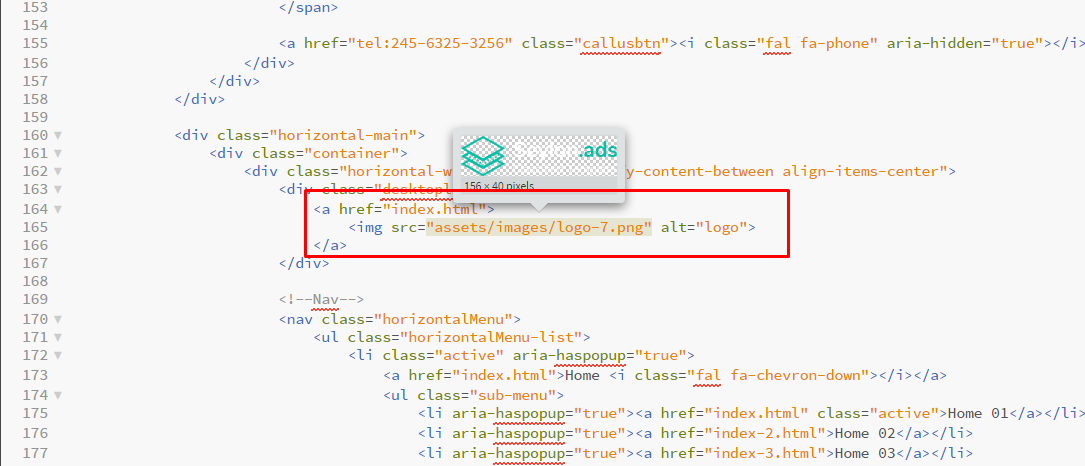 153 </span>
154
155 <a href="tel:245-6325-3256" class="callusbtn"><i class="fal fa-phone" aria-hidden="true"></i>
156 </div>
157 </div>
158 </div>
159
160 <div class="horizontal-main">
161 <div class="container">
.ads
162 <div class="horizontal-w y-content-between align-items-center">
156 × 40 pixels
163 <div class="desktopl
164 <a href="index.html">
165 <img src="assets/images/logo-7.png" alt="logo">
166 </a>
167 </div>
168
169 <!--Nav-->
170 <nav class="horizontalMenu">
171 <ul class="horizontalMenu-list">
172 <li class="active" aria-haspopup="true">
173 <a href="index.html">Home <i class="fal fa-chevron-down"></i></a>
174 <ul class="sub-menu">
175 <li aria-haspopup="true"><a href="index.html" class="active">Home 01</a></li>
176 <li aria-haspopup="true"><a href="index-2.html">Home 02</a></li>
177 <li aria-haspopup="true"><a href="index-3.html">Home 03</a></li>